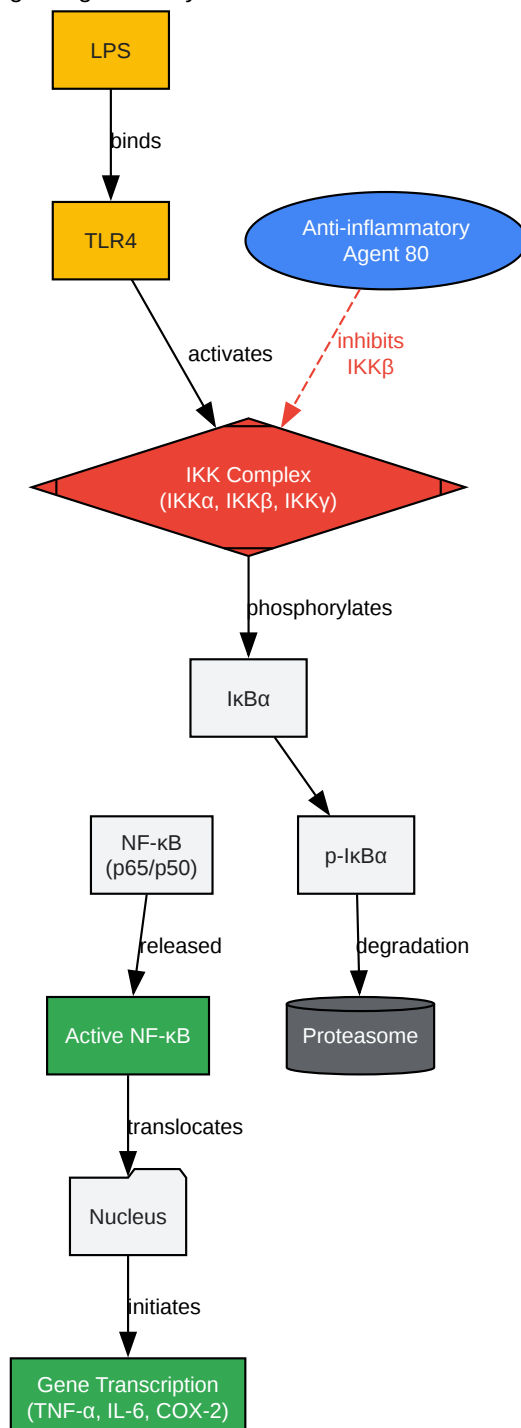 LPS
binds
TLR4
Anti-inflammatory
Agent 80
activates
inhibits
IKKβ
IKK Complex
(IKKα, IKKβ, IKKγ)
phosphorylates
IκBα
NF-κB
(p65/p50)
p-IκBα
released
degradation
Active NF-κB
Proteasome
translocates
Nucleus
initiates
Gene Transcription
(TNF-α, IL-6, COX-2)